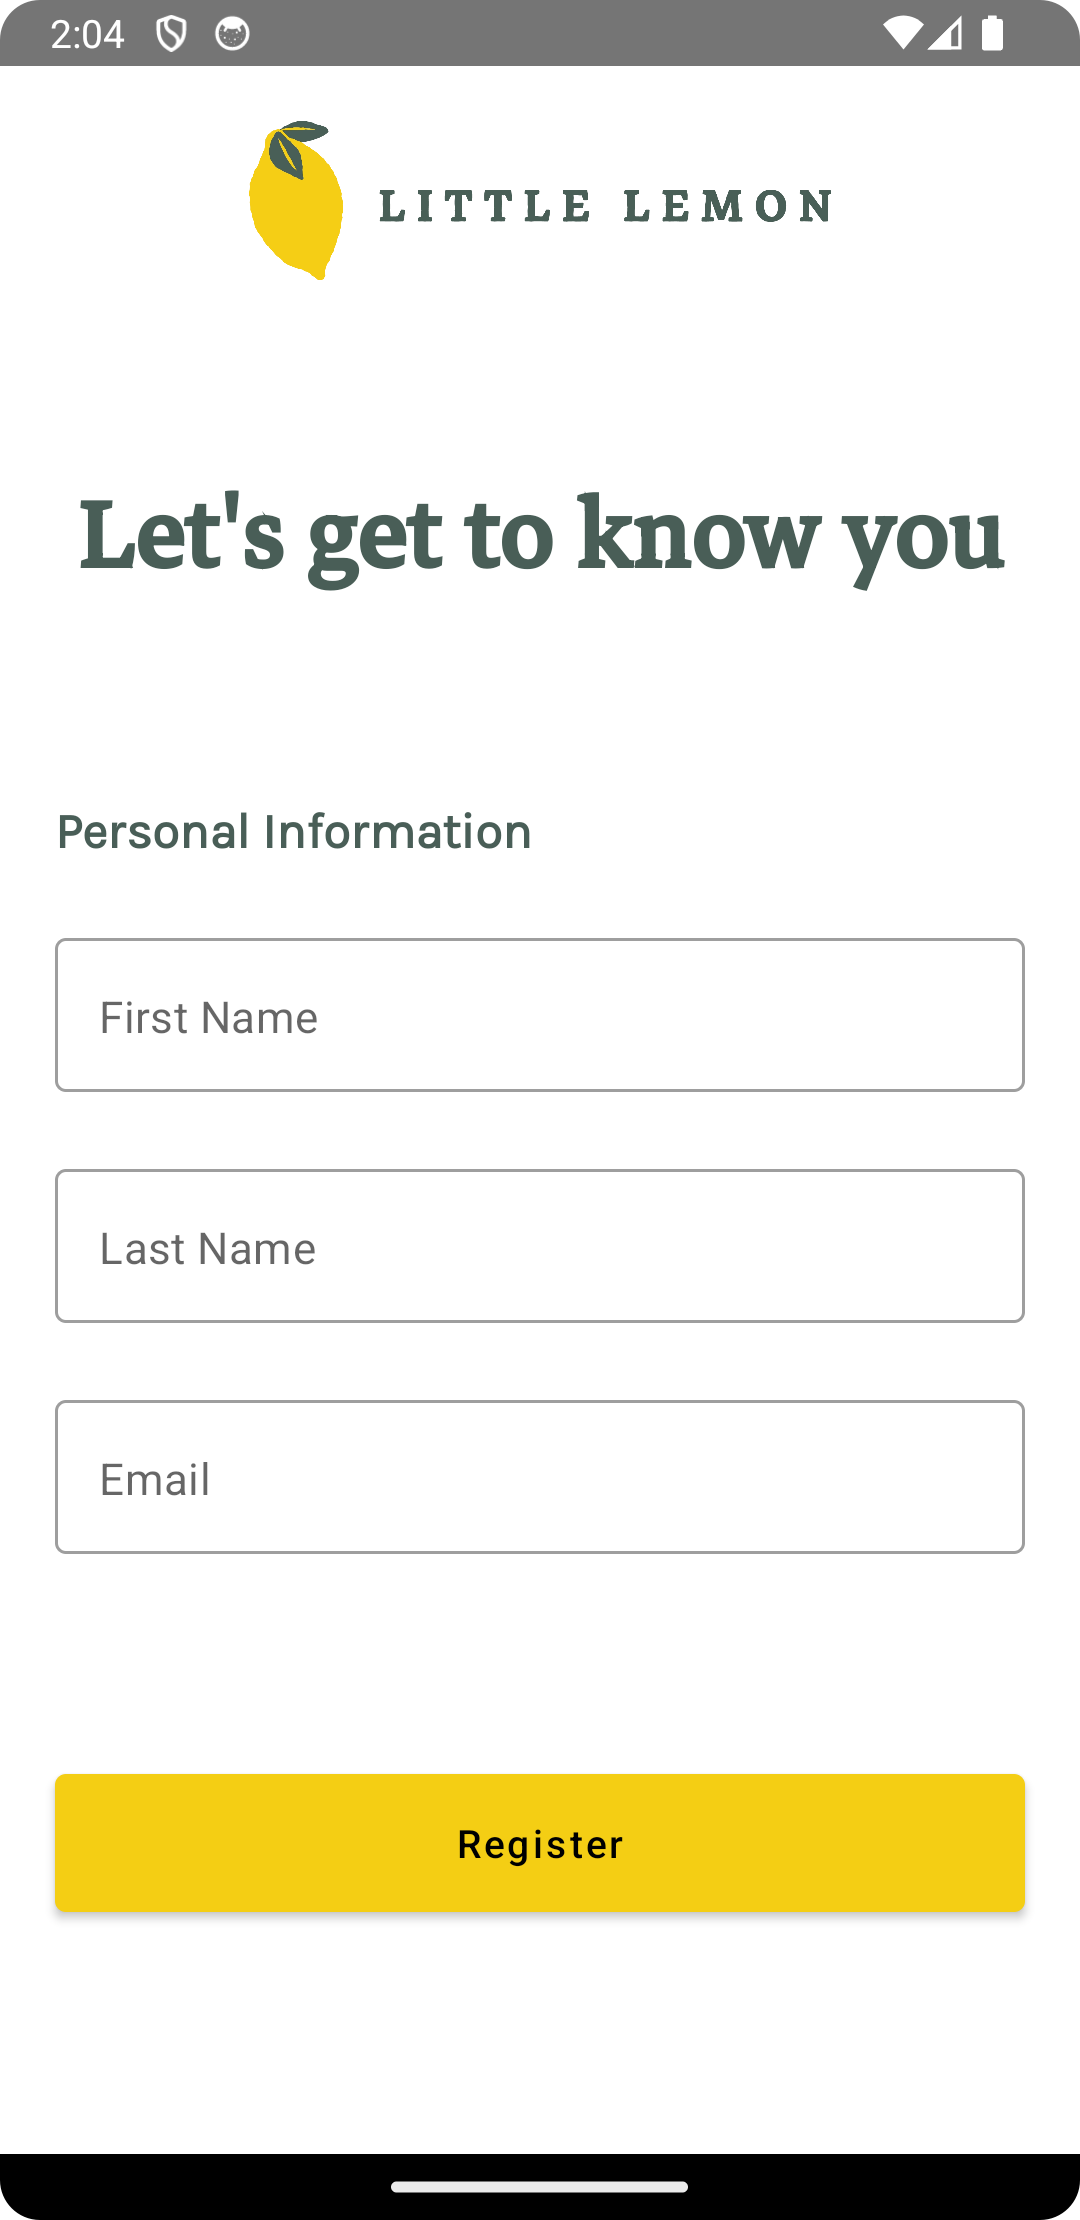 2:04
LITTLE LEMON
Let's get to know you
Personal Information
First Name
Last Name
Email
Register